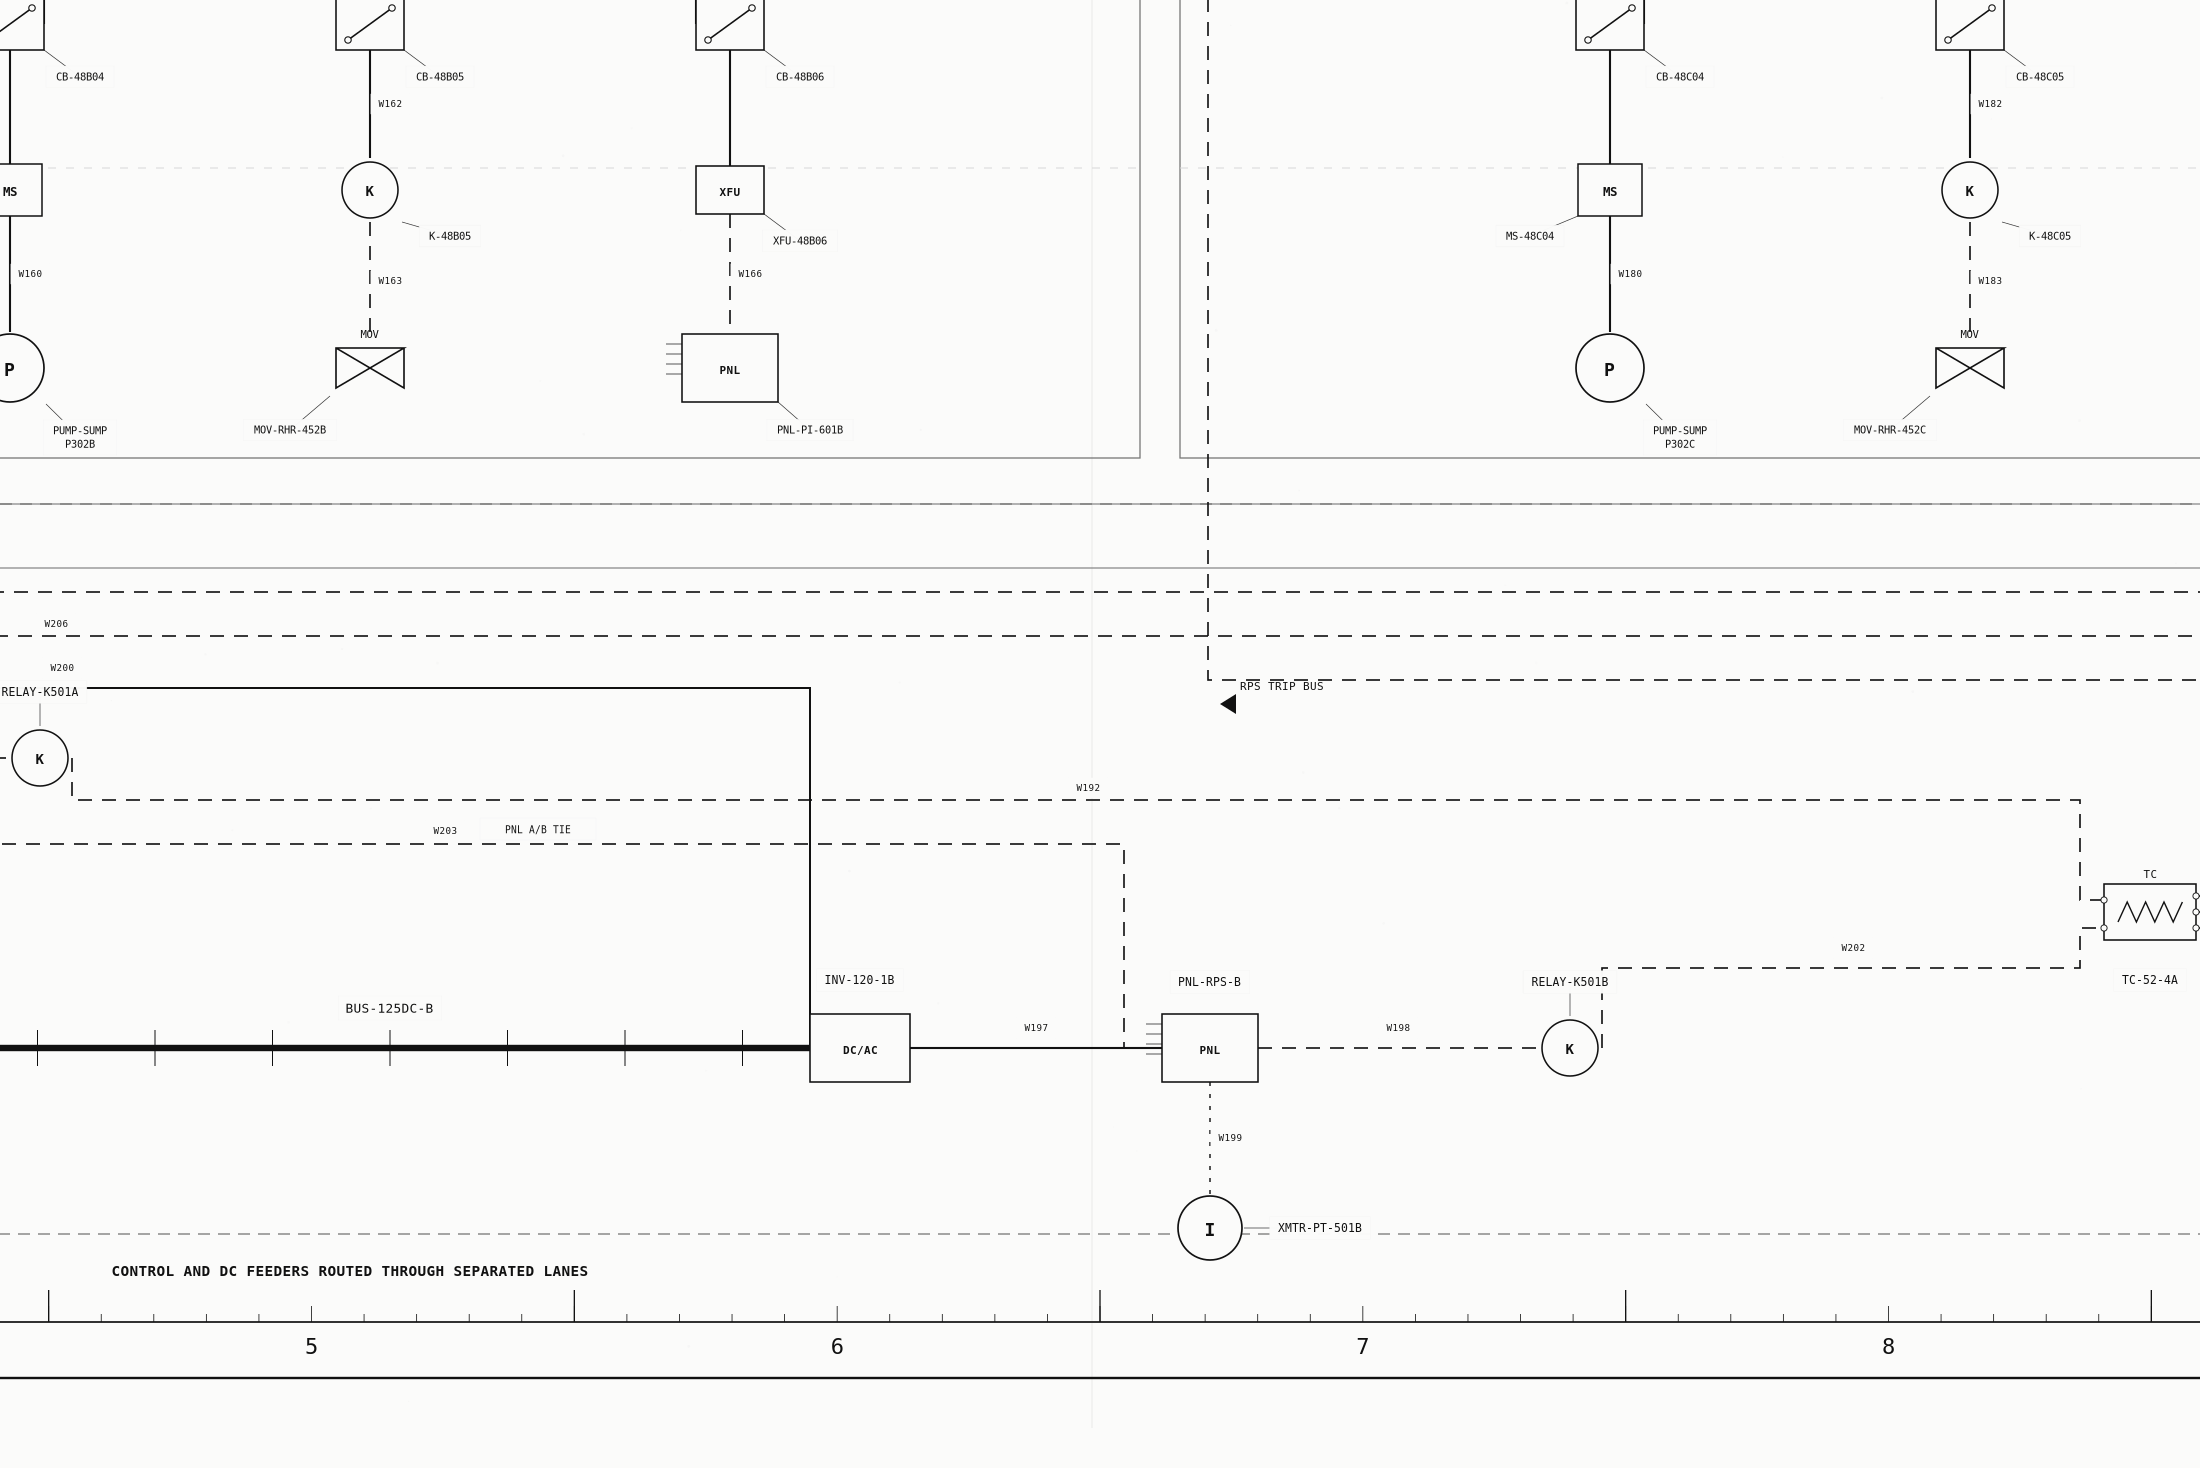 CB-48B04
CB-48B05
CB-48B06
CB-48C04
CB-48C05
W162
W182
MS
K
XFU
MS
K
K-48B05
XFU-48B06
MS-48C04
K-48C05
W160
W163
W166
W180
W183
MOV
MOV
P
PNL
P
PUMP-SUMP
P302B
MOV-RHR-452B
PNL-PI-601B
PUMP-SUMP
P302C
MOV-RHR-452C
W206
W200
RELAY-K501A
RPS TRIP BUS
K
W192
W203
PNL A/B TIE
TC
W202
INV-120-1B
PNL-RPS-B
RELAY-K501B
TC-52-4A
BUS-125DC-B
W197
W198
DC/AC
PNL
K
W199
I
XMTR-PT-501B
CONTROL AND DC FEEDERS ROUTED THROUGH SEPARATED LANES
5
6
7
8